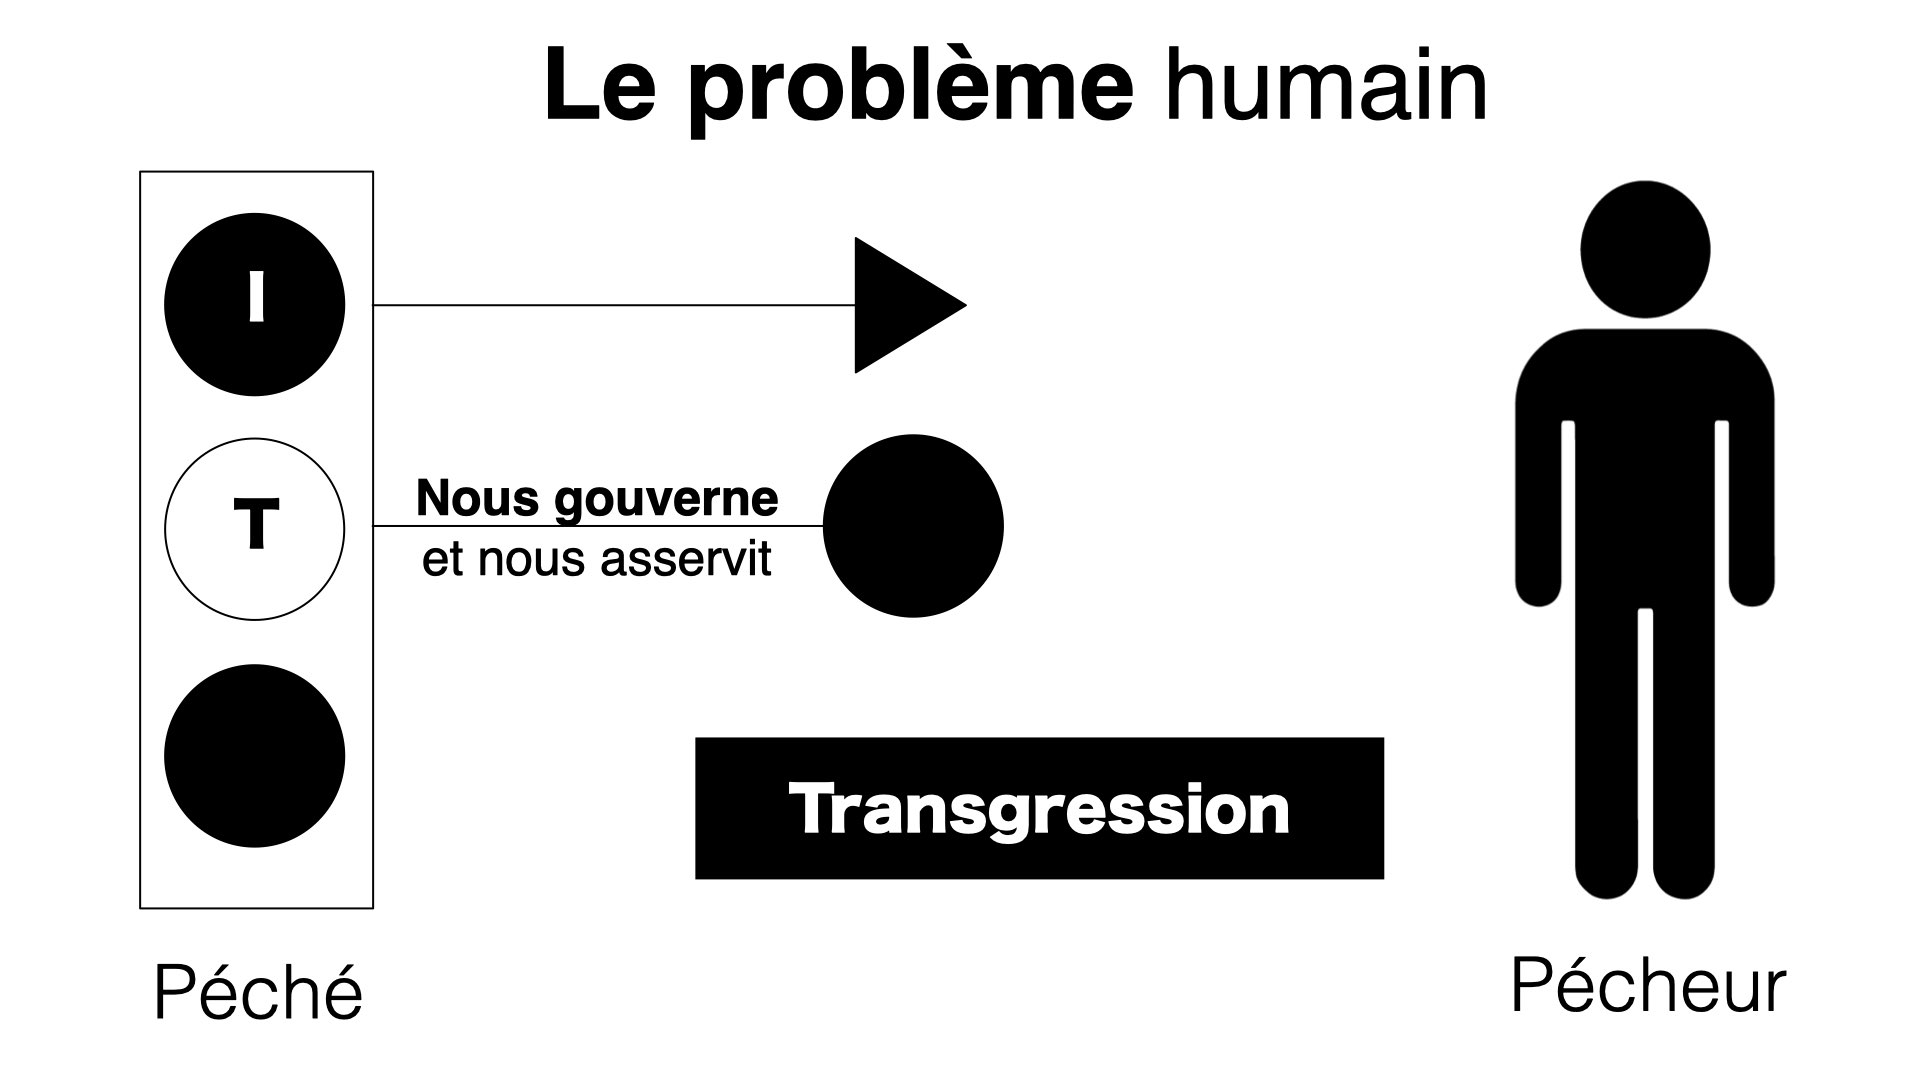 Le problème humain
I
T
Nous gouverne
et nous asservit
Transgression
Péché
Pécheur